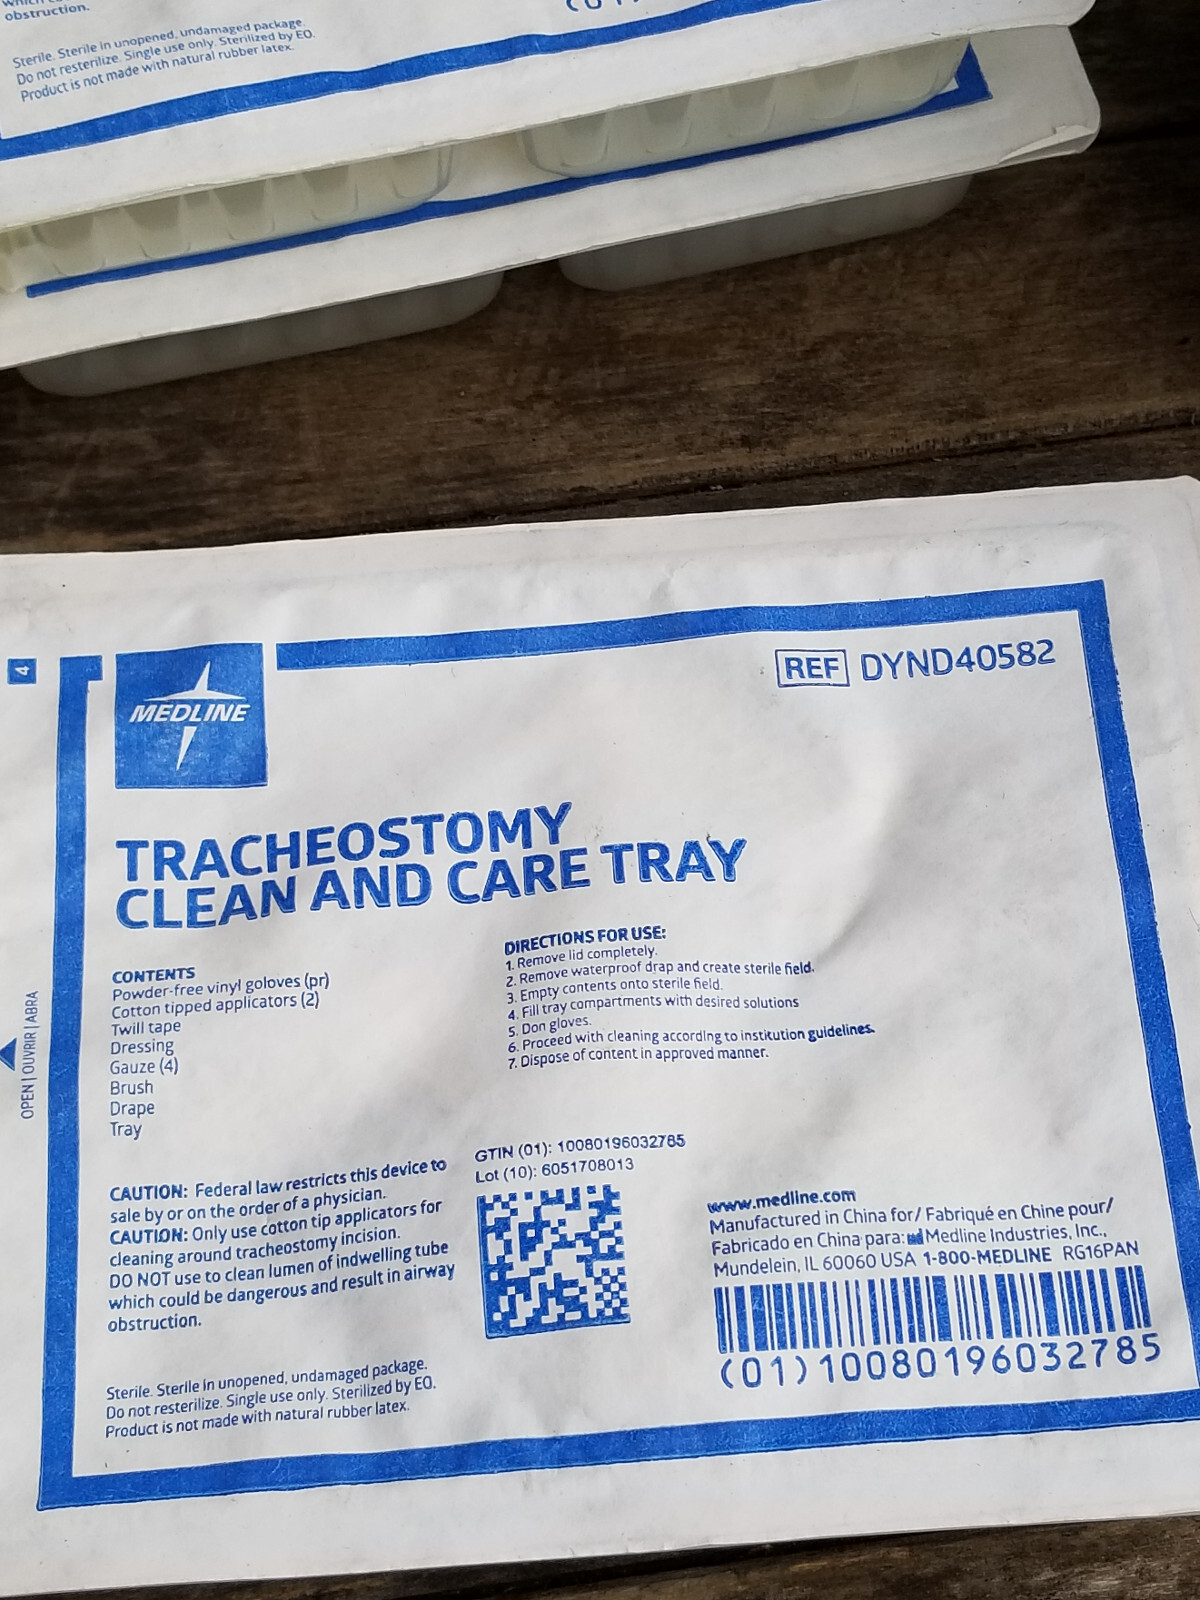 obstruction.
Sterile. Sterile in unopened, undamaged package.
Do not resterilize. Single use only. Sterilized by EO.
Product is not made with natural rubber latex.
4
MEDLINE
REF DYND40582
TRACHEOSTOMY
CLEAN AND CARE TRAY
OPEN | OUVRIR | ABRA
CONTENTS
Powder-free vinyl goloves (pr)
Cotton tipped applicators (2)
Twill tape
Dressing
Gauze (4)
Brush
Drape
Tray
DIRECTIONS FOR USE:
1. Remove lid completely.
2. Remove waterproof drap and create sterile field.
3. Empty contents onto sterile field.
4. Fill tray compartments with desired solutions
5. Don gloves.
6. Proceed with cleaning according to institution guidelines.
7. Dispose of content in approved manner.
CAUTION: Federal law restricts this device to
sale by or on the order of a physician.
CAUTION: Only use cotton tip applicators for
cleaning around tracheostomy incision.
DO NOT use to clean lumen of indwelling tube
which could be dangerous and result in airway
obstruction.
Sterile. Sterile in unopened, undamaged package.
Do not resterilize. Single use only. Sterilized by EO.
Product is not made with natural rubber latex.
GTIN (01): 10080196032785
Lot (10): 6051708013
www.medline.com
Manufactured in China for/ Fabriqué en Chine pour/
Fabricado en China para: Medline Industries, Inc.,
Mundelein, IL 60060 USA 1-800-MEDLINE RG16PAN
(01)10080196032785